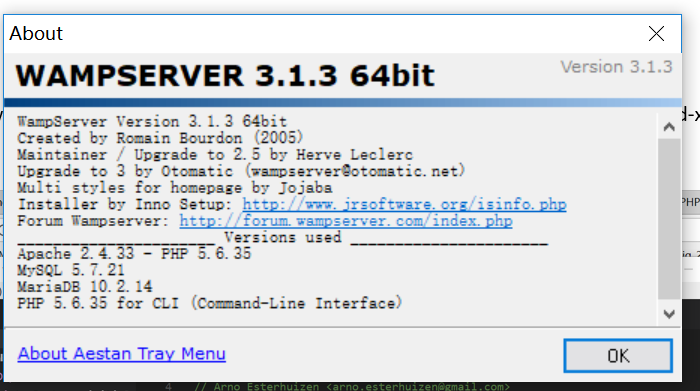 About
WAMPSERVER 3.1.3 64bit
Version 3.1.3
WampServer Version 3.1.3 64bit
Created by Romain Bourdon (2005)
Maintainer / Upgrade to 2.5 by Herve Leclerc
Upgrade to 3 by Otomatic (wampserver@otomatic.net)
Multi styles for homepage by Jojaba
Installer by Inno Setup: http://www.jrsoftware.org/isinfo.php
Forum Wampserver: http://forum.wampserver.com/index.php
______________________ Versions used ______________________
Apache 2.4.33 - PHP 5.6.35
MySQL 5.7.21
MariaDB 10.2.14
PHP 5.6.35 for CLI (Command-Line Interface)
About Aestan Tray Menu
OK
d-x
PHP
4 // Arno Esterhuizen <arno.esterhuizen@gmail.com>